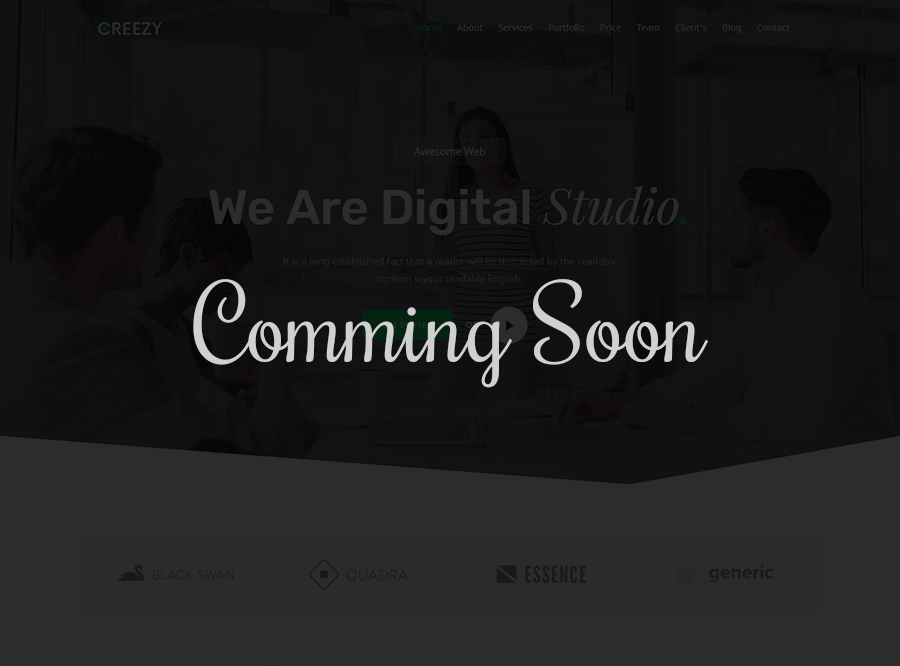 CREEZY
Home About Services Portfolio Price Team Client's Blog Contact
Awesome Web
We Are Digital Studio.
It is a long established fact that a reader will be distracted by the readable
content layout readable English.
Comming Soon
BLACK SWAN
QUADRA
ESSENCE
generic